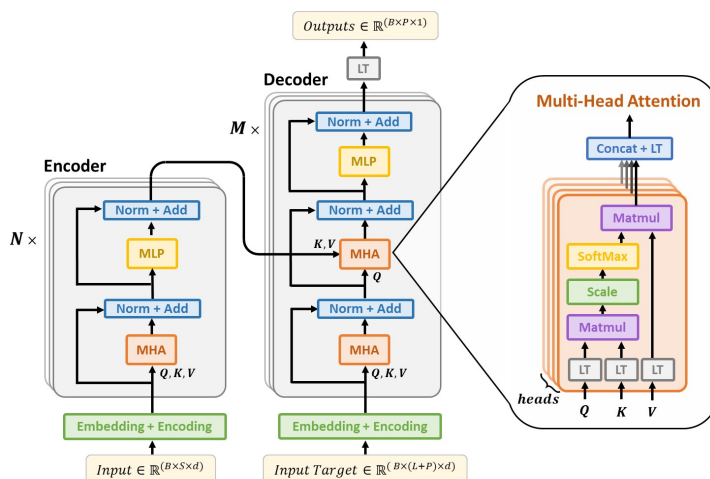 Outputs ∈ ℝ^(B×P×1)
LT
Decoder
M ×
Norm + Add
MLP
Norm + Add
K, V
MHA
Q
Norm + Add
MHA
Q, K, V
Embedding + Encoding
Input Target ∈ ℝ^(B×(L+P)×d)
Encoder
N ×
Norm + Add
MLP
Norm + Add
MHA
Q, K, V
Embedding + Encoding
Input ∈ ℝ^(B×S×d)
Multi-Head Attention
Concat + LT
Matmul
SoftMax
Scale
Matmul
LT LT LT
heads
Q K V